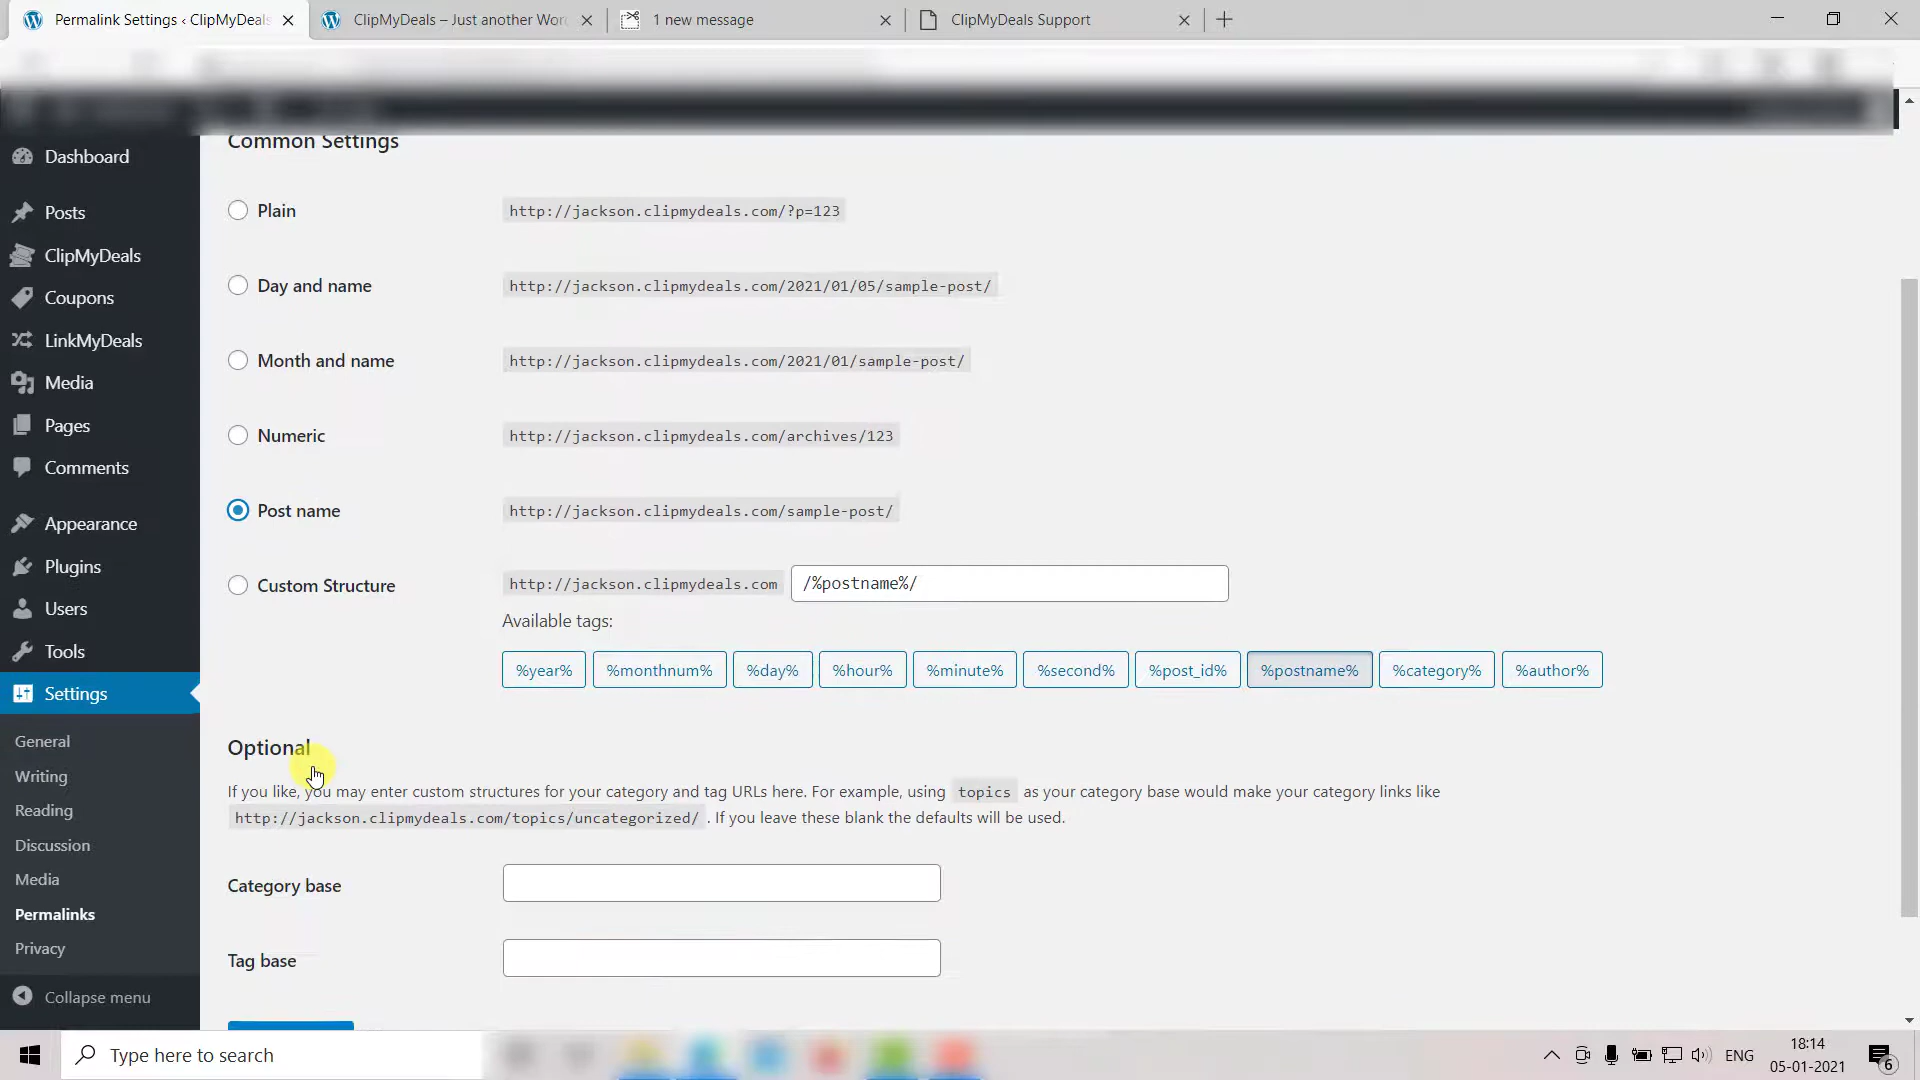 Permalink Settings ‹ ClipMyDeals
ClipMyDeals – Just another Wor
1 new message
ClipMyDeals Support
Dashboard
Posts
ClipMyDeals
Coupons
LinkMyDeals
Media
Pages
Comments
Appearance
Plugins
Users
Tools
Settings
General
Writing
Reading
Discussion
Media
Permalinks
Privacy
Collapse menu
Common Settings
Plain http://jackson.clipmydeals.com/?p=123
Day and name http://jackson.clipmydeals.com/2021/01/05/sample-post/
Month and name http://jackson.clipmydeals.com/2021/01/sample-post/
Numeric http://jackson.clipmydeals.com/archives/123
Post name http://jackson.clipmydeals.com/sample-post/
Custom Structure http://jackson.clipmydeals.com /%postname%/
Available tags:
%year% %monthnum% %day% %hour% %minute% %second% %post_id% %postname% %category% %author%
Optional
If you like, you may enter custom structures for your category and tag URLs here. For example, using topics as your category base would make your category links like
http://jackson.clipmydeals.com/topics/uncategorized/ . If you leave these blank the defaults will be used.
Category base
Tag base
Type here to search
ENG
18:14
05-01-2021
6